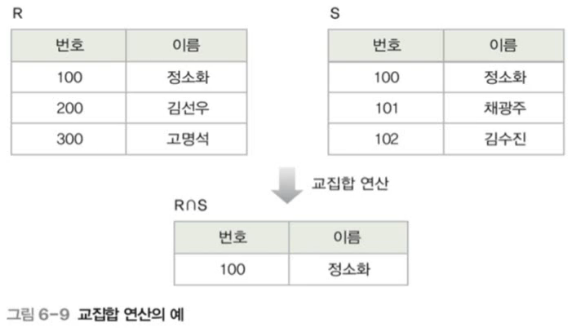 R
S
번호 이름
번호 이름
100 정소화
100 정소화
200 김선우
101 채광주
300 고명석
102 김수진
교집합 연산
R∩S
번호 이름
100 정소화
그림 6-9 교집합 연산의 예